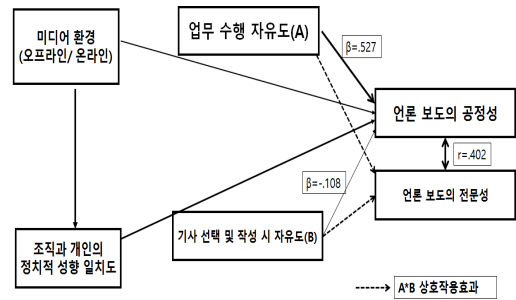 미디어 환경
(오프라인/ 온라인)
업무 수행 자유도(A)
β=.527
언론 보도의 공정성
r=.402
β=-.108
언론 보도의 전문성
기사 선택 및 작성 시 자유도(B)
조직과 개인의
정치적 성향 일치도
A*B 상호작용효과